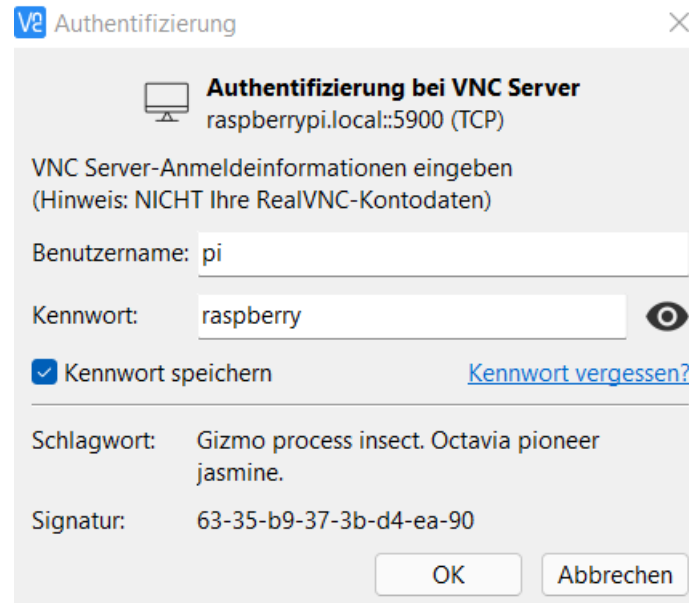 V2 Authentifizierung
Authentifizierung bei VNC Server
raspberrypi.local::5900 (TCP)
VNC Server-Anmeldeinformationen eingeben
(Hinweis: NICHT Ihre RealVNC-Kontodaten)
Benutzername: pi
Kennwort: raspberry
Kennwort speichern Kennwort vergessen?
Schlagwort: Gizmo process insect. Octavia pioneer
jasmine.
Signatur: 63-35-b9-37-3b-d4-ea-90
OK Abbrechen